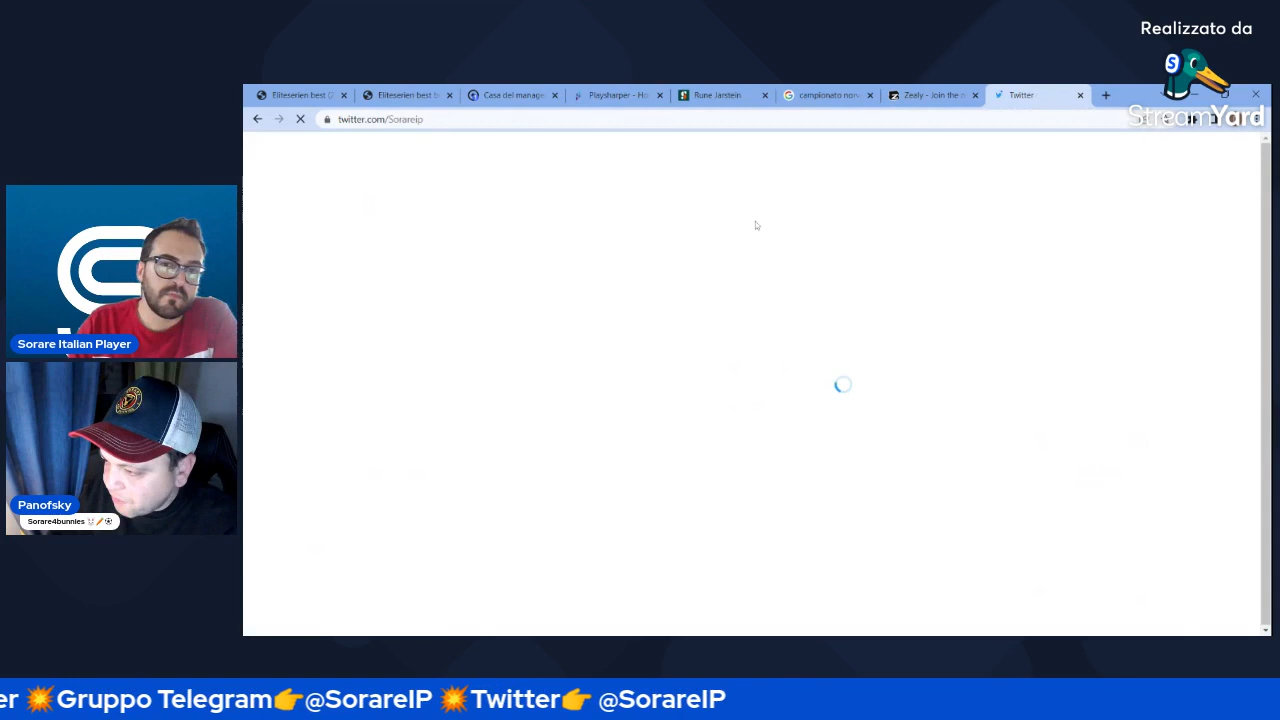 Realizzato da
StreamYard
Eliteserien best
Eliteserien best
Casa del manage
Playsharper - Ho
Rune Jarstein
campionato nor
Zealy - Join the
Twitter
twitter.com/Sorareip
Sorare Italian Player
Panofsky
Sorare4bunnies 🐰🥕⚽
er 💥Gruppo Telegram👉@SorareIP 💥Twitter👉 @SorareIP